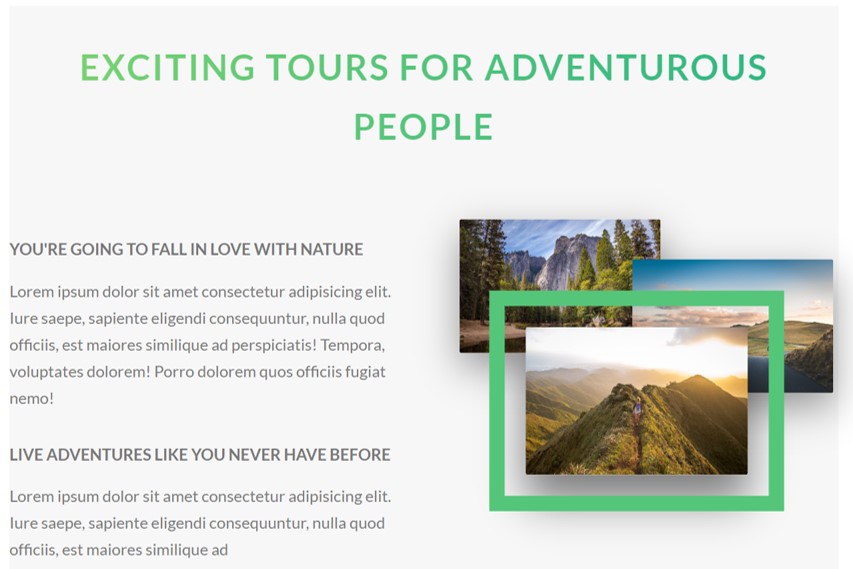 EXCITING TOURS FOR ADVENTUROUS
PEOPLE
YOU'RE GOING TO FALL IN LOVE WITH NATURE
Lorem ipsum dolor sit amet consectetur adipisicing elit.
Iure saepe, sapiente eligendi consequuntur, nulla quod
officiis, est maiores similique ad perspiciatis! Tempora,
voluptates dolorem! Porro dolorem quos officiis fugiat
nemo!
LIVE ADVENTURES LIKE YOU NEVER HAVE BEFORE
Lorem ipsum dolor sit amet consectetur adipisicing elit.
Iure saepe, sapiente eligendi consequuntur, nulla quod
officiis, est maiores similique ad